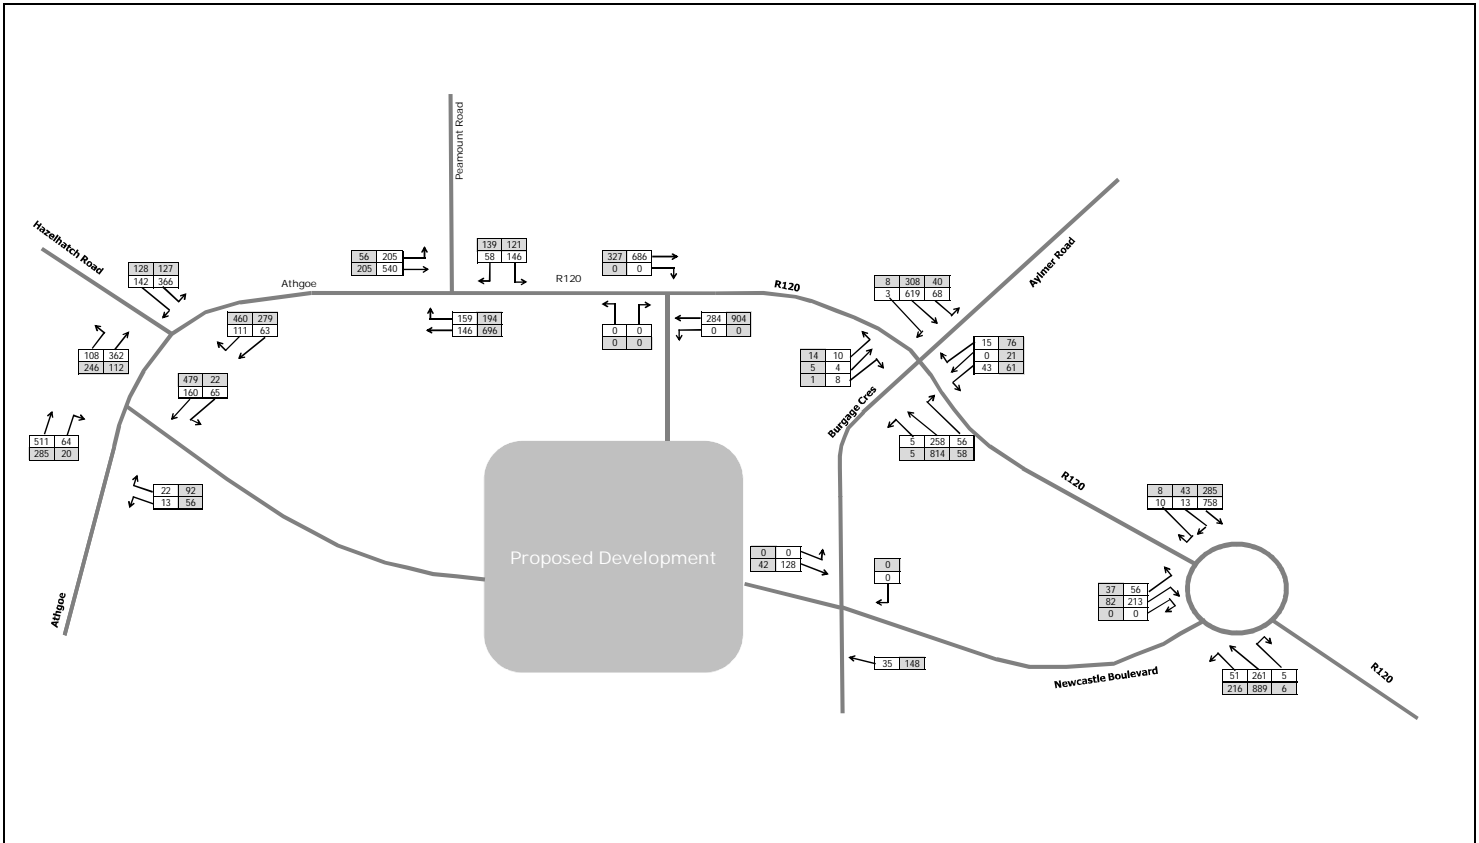 Peamount Road
Hazelhatch Road
128 127
142 366
56 205
205 540
139 121
58 146
327 686
0 0
Aylmer Road
Athgoe
R120
R120
8 308 40
3 619 68
460 279
111 63
159 194
146 696
0 0
0 0
284 904
0 0
108 362
246 112
14 10
5 4
1 8
15 76
0 21
43 61
479 22
160 65
Burgage Cres
511 64
285 20
5 258 56
5 814 58
22 92
13 56
R120
8 43 285
10 13 758
Proposed Development
0 0
42 128
0
0
37 56
82 213
0 0
Athgoe
35 148
Newcastle Boulevard
51 261 5
216 889 6
R120